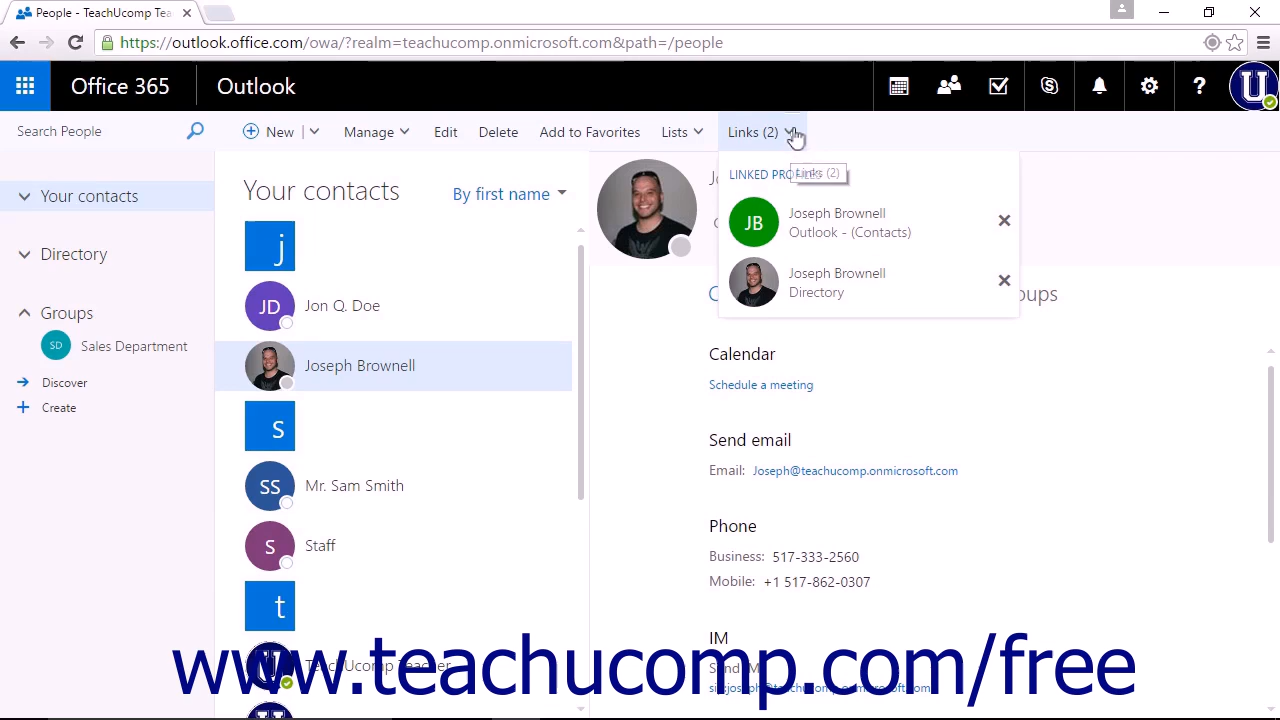 People - TeachUcomp Tea
https://outlook.office.com/owa/?realm=teachucomp.onmicrosoft.com&path=/people
Office 365
Outlook
?
U
Search People
New
Manage
Edit
Delete
Add to Favorites
Lists
Links (2)
Your contacts
Directory
Groups
SD
Sales Department
Discover
Create
Your contacts
By first name
j
JD
Jon Q. Doe
Joseph Brownell
s
SS
Mr. Sam Smith
S
Staff
t
TeachUcomp Teacher
LINKED
Links (2)
JB
Joseph Brownell
Outlook - (Contacts)
Joseph Brownell
Directory
Calendar
Schedule a meeting
Send email
Email: Joseph@teachucomp.onmicrosoft.com
Phone
Business: 517-333-2560
Mobile: +1 517-862-0307
IM
www.teachucomp.com/free